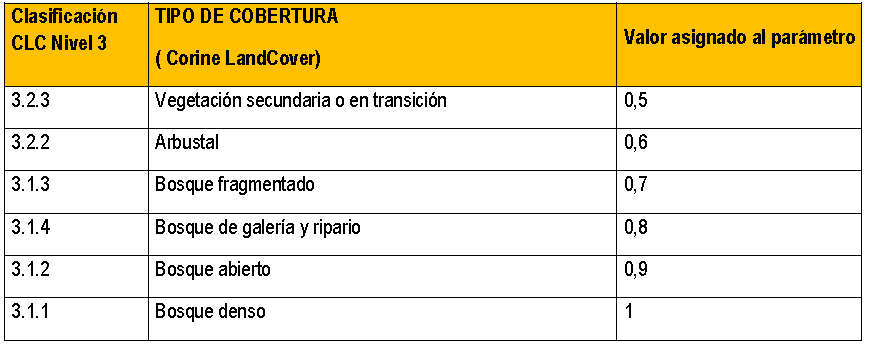 Clasificación CLC Nivel 3 TIPO DE COBERTURA ( Corine LandCover) Valor asignado al parámetro
3.2.3 Vegetación secundaria o en transición 0,5
3.2.2 Arbustal 0,6
3.1.3 Bosque fragmentado 0,7
3.1.4 Bosque de galería y ripario 0,8
3.1.2 Bosque abierto 0,9
3.1.1 Bosque denso 1